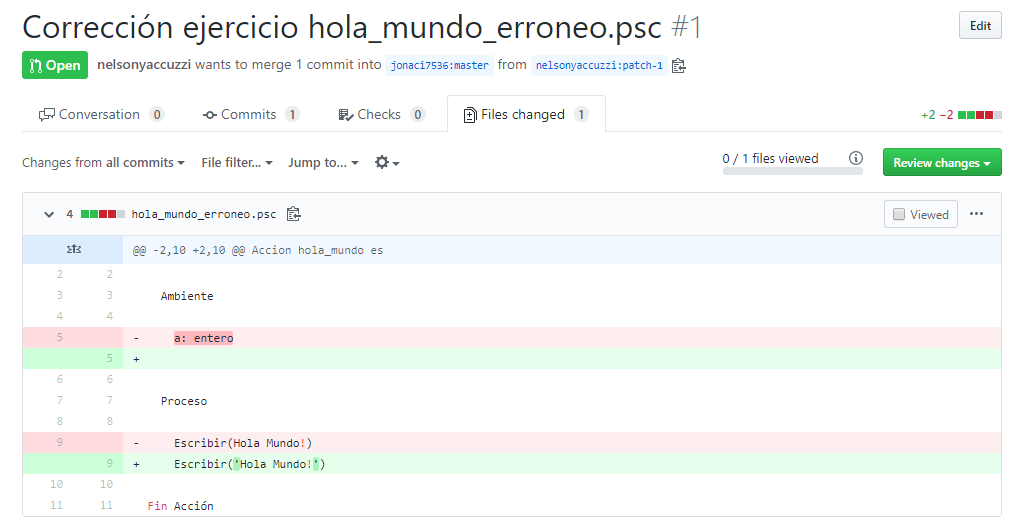 Corrección ejercicio hola_mundo_erroneo.psc #1
Edit
Open nelsonyaccuzzi wants to merge 1 commit into jonaci7536:master from nelsonyaccuzzi:patch-1
Conversation 0 Commits 1 Checks 0 Files changed 1 +2 −2
Changes from all commits File filter... Jump to... 0 / 1 files viewed Review changes
4 hola_mundo_erroneo.psc Viewed
@@ -2,10 +2,10 @@ Accion hola_mundo es
2 2
3 3 Ambiente
4 4
5 - a: entero
5 +
6 6
7 7 Proceso
8 8
9 - Escribir(Hola Mundo!)
9 + Escribir('Hola Mundo!')
10 10
11 11 Fin Acción